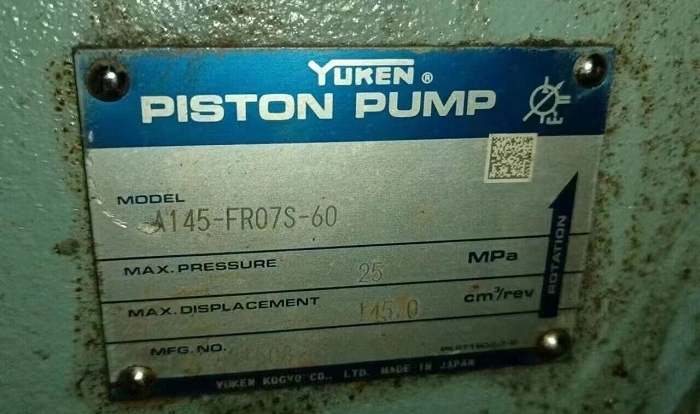 YUKEN ®
PISTON PUMP
MODEL
A145-FR07S-60
MAX. PRESSURE 25 MPa
MAX. DISPLACEMENT 145.0 cm³/rev
ROTATION
MFG. NO.
YUKEN KOGYO CO., LTD. MADE IN JAPAN